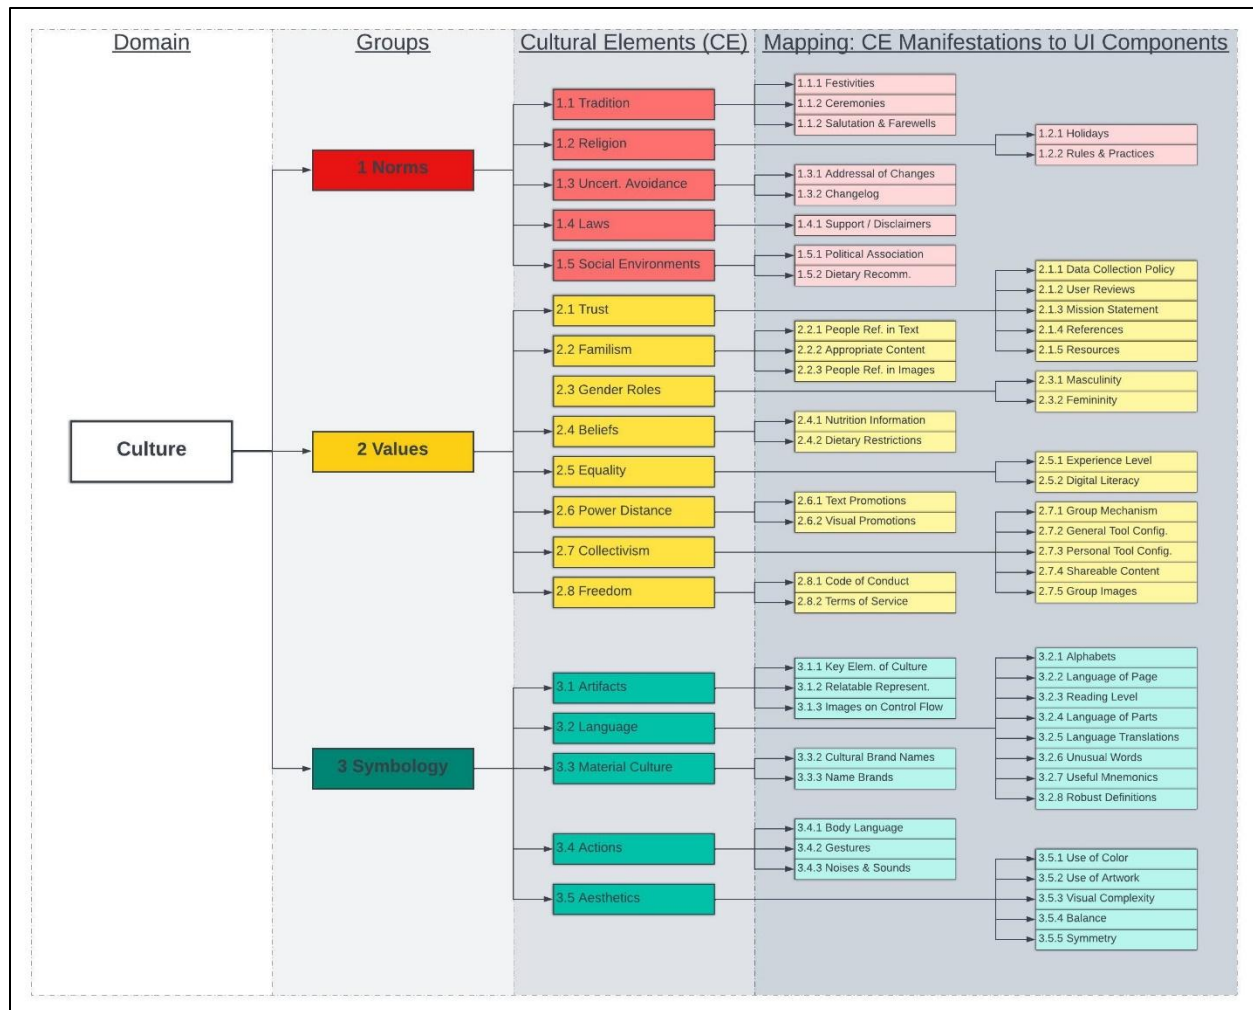 Domain
Groups
Cultural Elements (CE)
Mapping: CE Manifestations to UI Components
Culture
1 Norms
1.1 Tradition
1.1.1 Festivities
1.1.2 Ceremonies
1.1.2 Salutation & Farewells
1.2 Religion
1.2.1 Holidays
1.2.2 Rules & Practices
1.3 Uncert. Avoidance
1.3.1 Addressal of Changes
1.3.2 Changelog
1.4 Laws
1.4.1 Support / Disclaimers
1.5 Social Environments
1.5.1 Political Association
1.5.2 Dietary Recomm.
2 Values
2.1 Trust
2.1.1 Data Collection Policy
2.1.2 User Reviews
2.1.3 Mission Statement
2.1.4 References
2.1.5 Resources
2.2 Familism
2.2.1 People Ref. in Text
2.2.2 Appropriate Content
2.2.3 People Ref. in Images
2.3 Gender Roles
2.3.1 Masculinity
2.3.2 Femininity
2.4 Beliefs
2.4.1 Nutrition Information
2.4.2 Dietary Restrictions
2.5 Equality
2.5.1 Experience Level
2.5.2 Digital Literacy
2.6 Power Distance
2.6.1 Text Promotions
2.6.2 Visual Promotions
2.7 Collectivism
2.7.1 Group Mechanism
2.7.2 General Tool Config.
2.7.3 Personal Tool Config.
2.7.4 Shareable Content
2.7.5 Group Images
2.8 Freedom
2.8.1 Code of Conduct
2.8.2 Terms of Service
3 Symbology
3.1 Artifacts
3.1.1 Key Elem. of Culture
3.1.2 Relatable Represent.
3.1.3 Images on Control Flow
3.2 Language
3.2.1 Alphabets
3.2.2 Language of Page
3.2.3 Reading Level
3.2.4 Language of Parts
3.2.5 Language Translations
3.2.6 Unusual Words
3.2.7 Useful Mnemonics
3.2.8 Robust Definitions
3.3 Material Culture
3.3.2 Cultural Brand Names
3.3.3 Name Brands
3.4 Actions
3.4.1 Body Language
3.4.2 Gestures
3.4.3 Noises & Sounds
3.5 Aesthetics
3.5.1 Use of Color
3.5.2 Use of Artwork
3.5.3 Visual Complexity
3.5.4 Balance
3.5.5 Symmetry